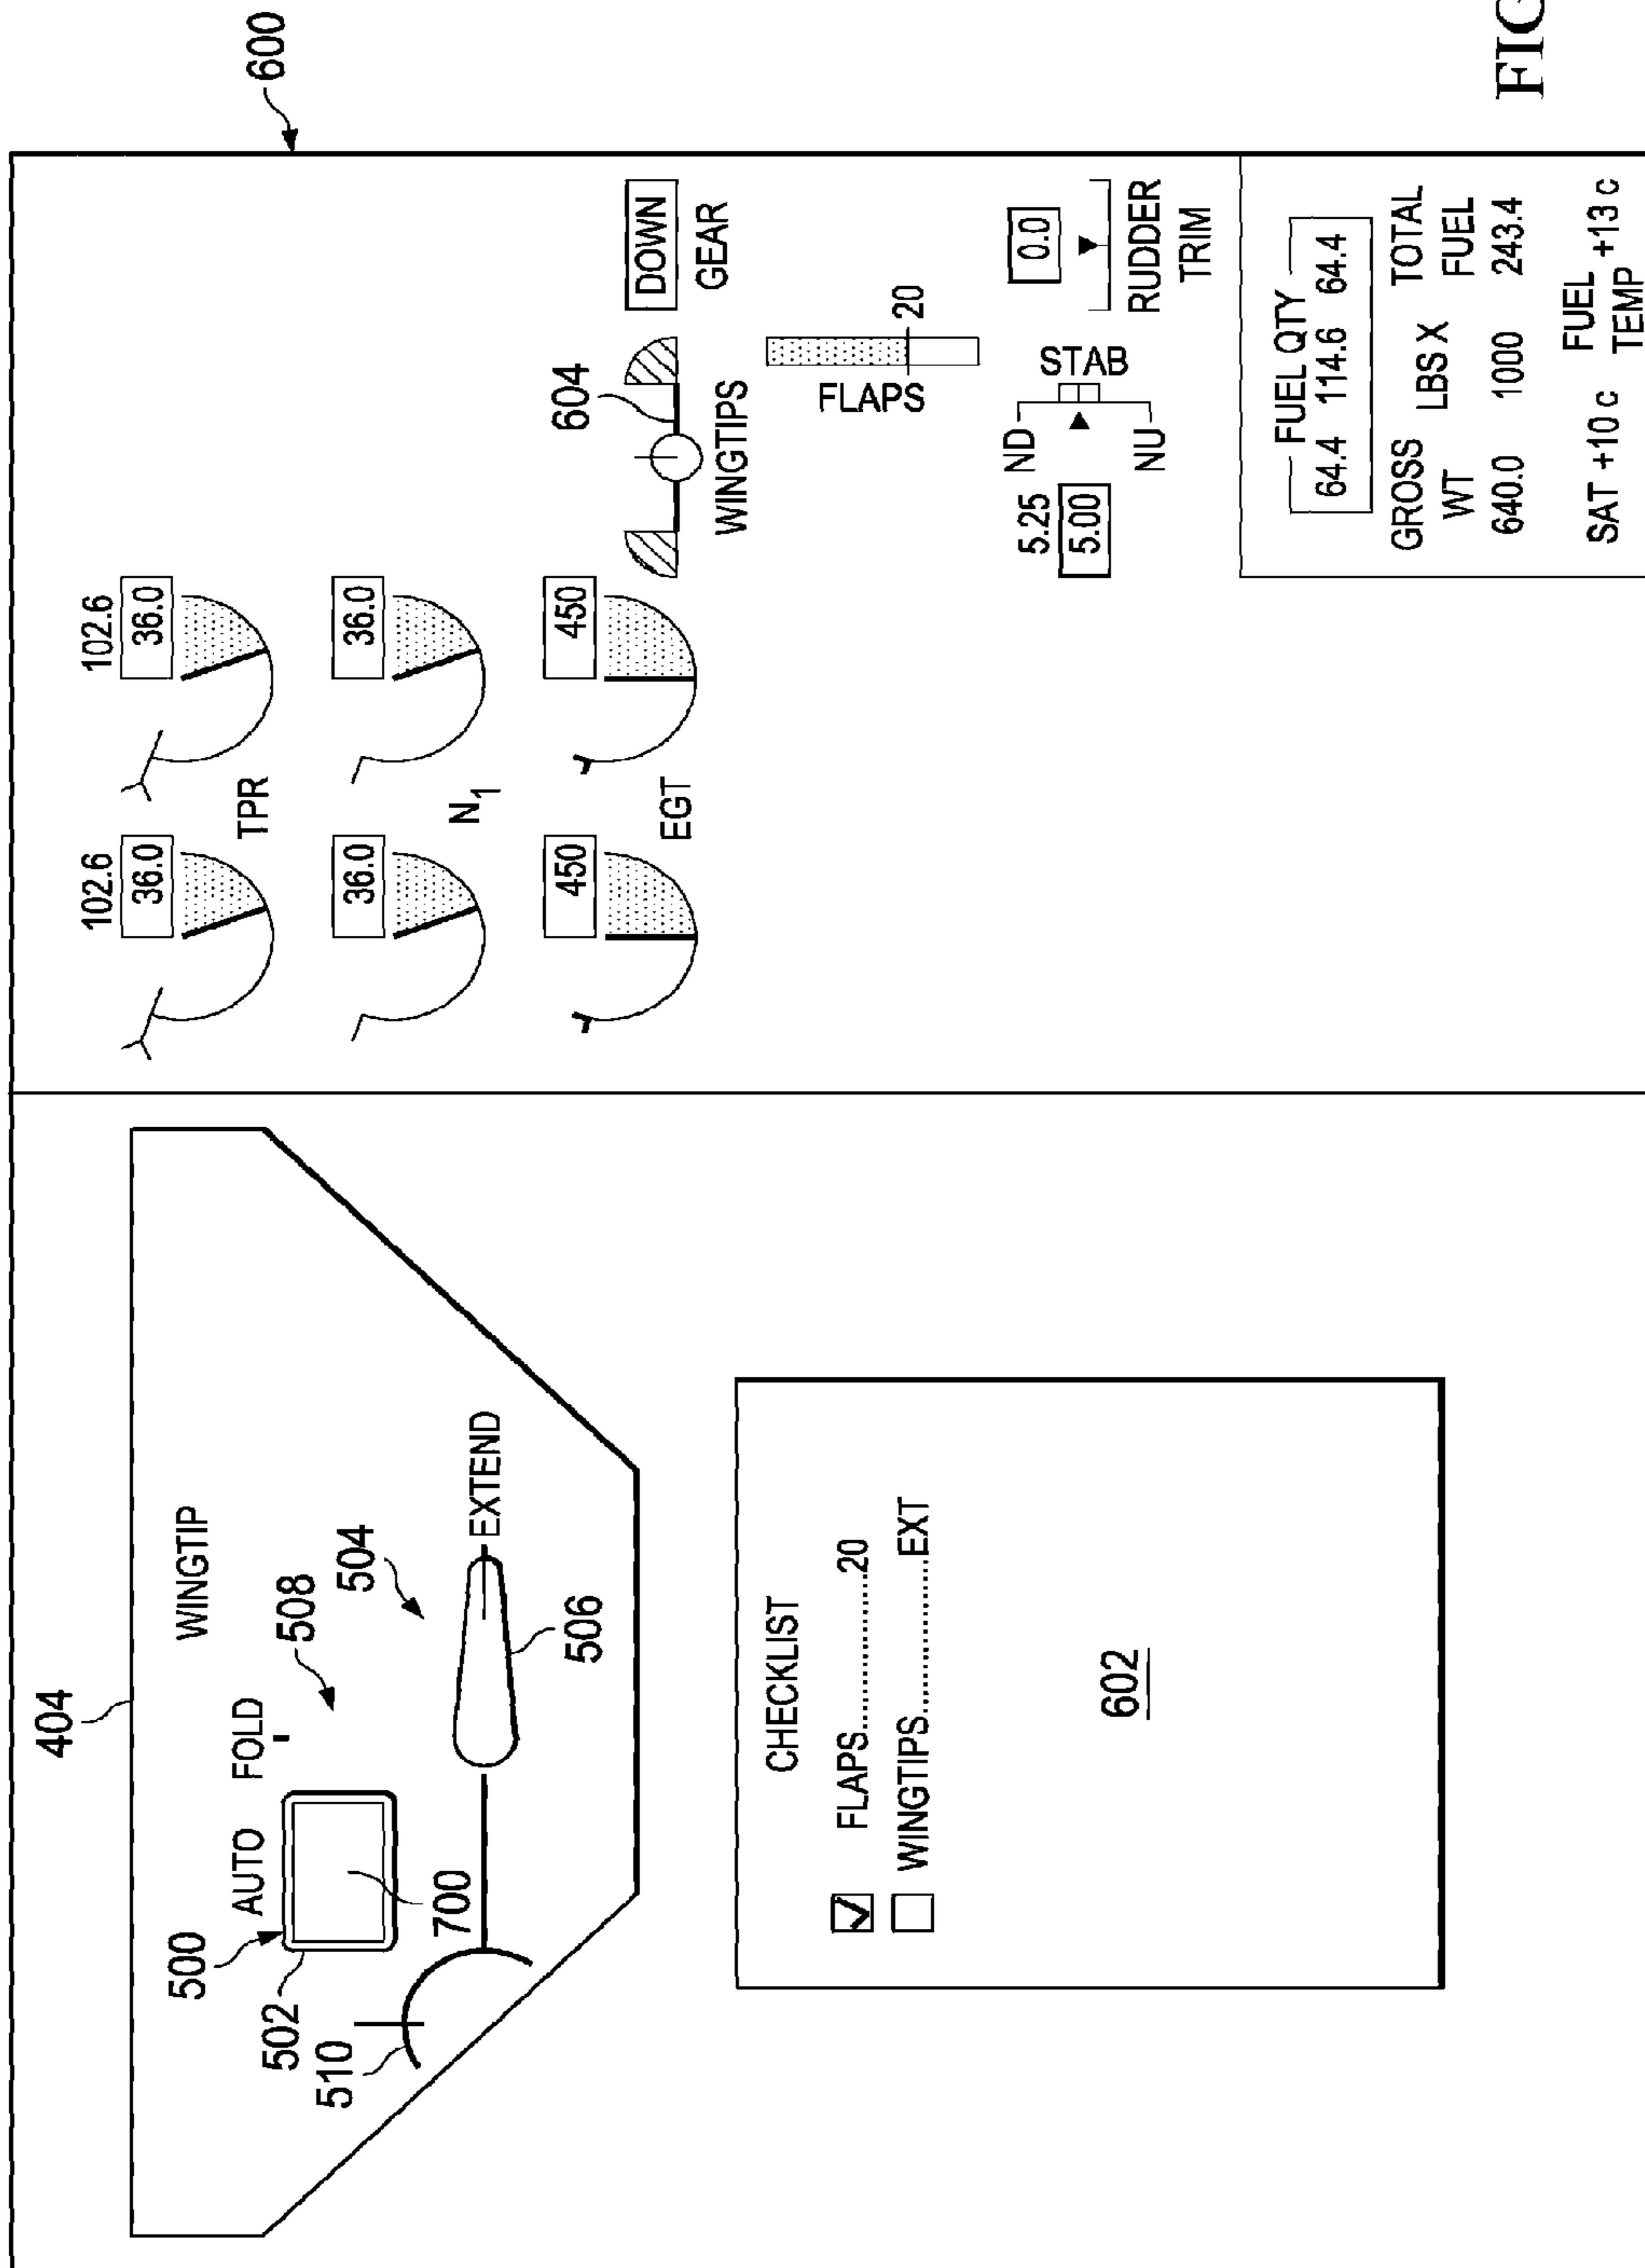 404
WINGTIP
500
AUTO FOLD
508
502
504
510
700
EXTEND
506
CHECKLIST
FLAPS..................20
WINGTIPS..................EXT
602
600
102.6 102.6
36.0 36.0
TPR
36.0 36.0
N1
450 450
EGT
604
DOWN
WINGTIPS GEAR
FLAPS 20
5.25 ND
5.00 STAB 0.0
NU RUDDER
TRIM
FUEL QTY
64.4 114.6 64.4
GROSS TOTAL
WT LBS X FUEL
640.0 1000 243.4
SAT +10 c FUEL
TEMP +13 c